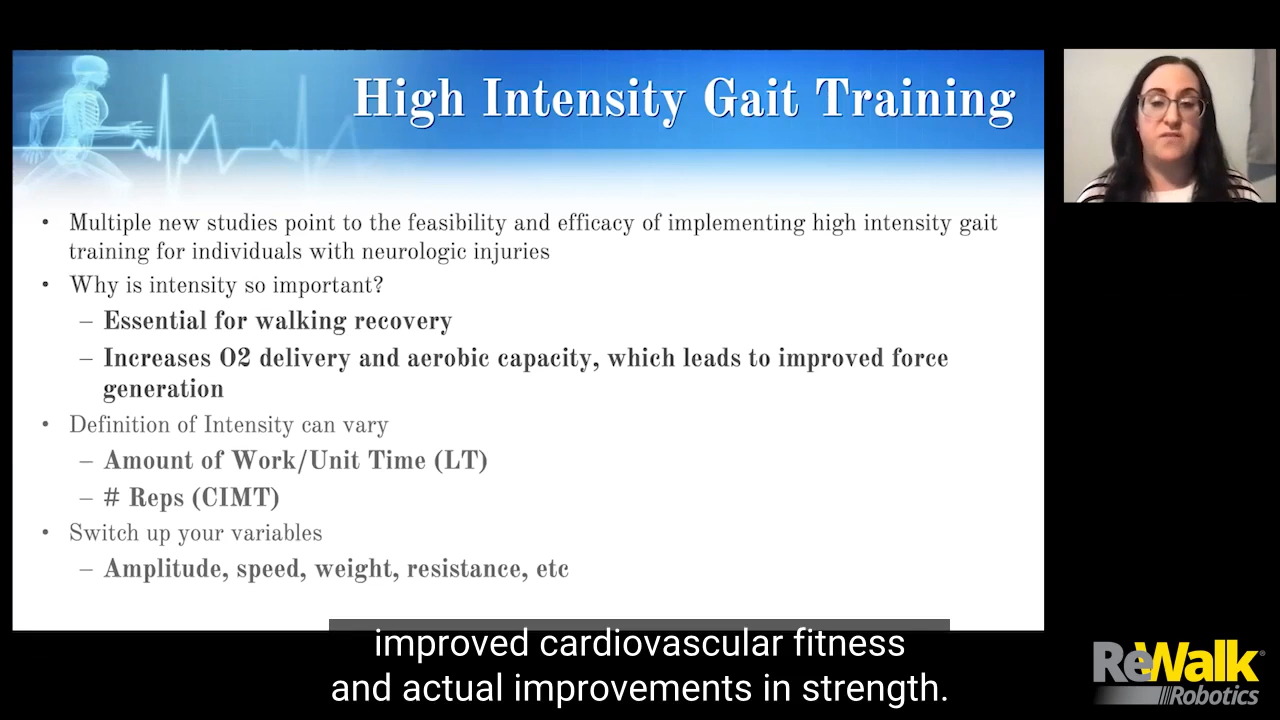 High Intensity Gait Training
• Multiple new studies point to the feasibility and efficacy of implementing high intensity gait
training for individuals with neurologic injuries
• Why is intensity so important?
– Essential for walking recovery
– Increases O2 delivery and aerobic capacity, which leads to improved force
generation
• Definition of Intensity can vary
– Amount of Work/Unit Time (LT)
– # Reps (CIMT)
• Switch up your variables
– Amplitude, speed, weight, resistance, etc
improved cardiovascular fitness
and actual improvements in strength.
ReWalk®
Robotics